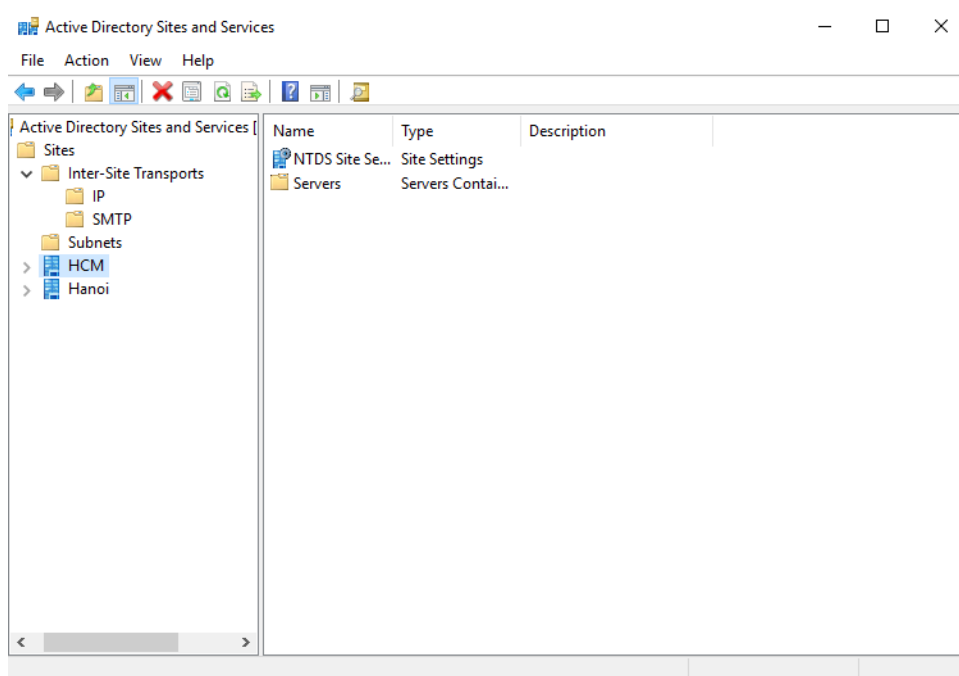 Active Directory Sites and Services
File Action View Help
Active Directory Sites and Services [
Sites
Inter-Site Transports
IP
SMTP
Subnets
HCM
Hanoi
Name Type Description
NTDS Site Se... Site Settings
Servers Servers Contai...